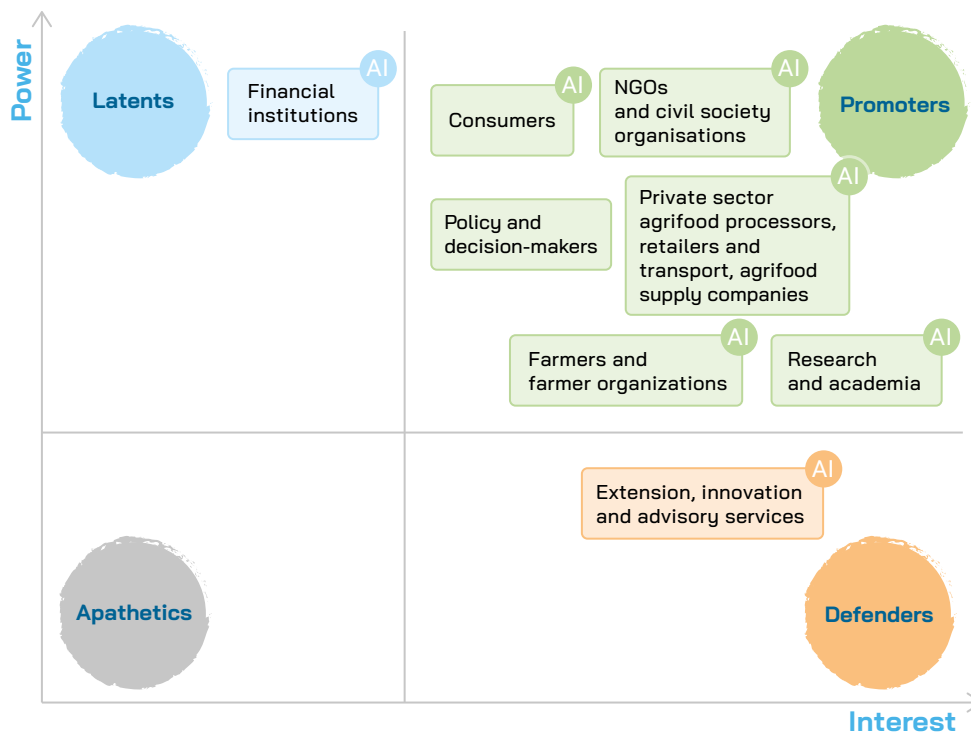 Power
Latents
AI
Financial
institutions
AI
Consumers
AI
NGOs
and civil society
organisations
Promoters
Policy and
decision-makers
AI
Private sector
agrifood processors,
retailers and
transport, agrifood
supply companies
AI
Farmers and
farmer organizations
AI
Research
and academia
AI
Extension, innovation
and advisory services
Apathetics
Defenders
Interest